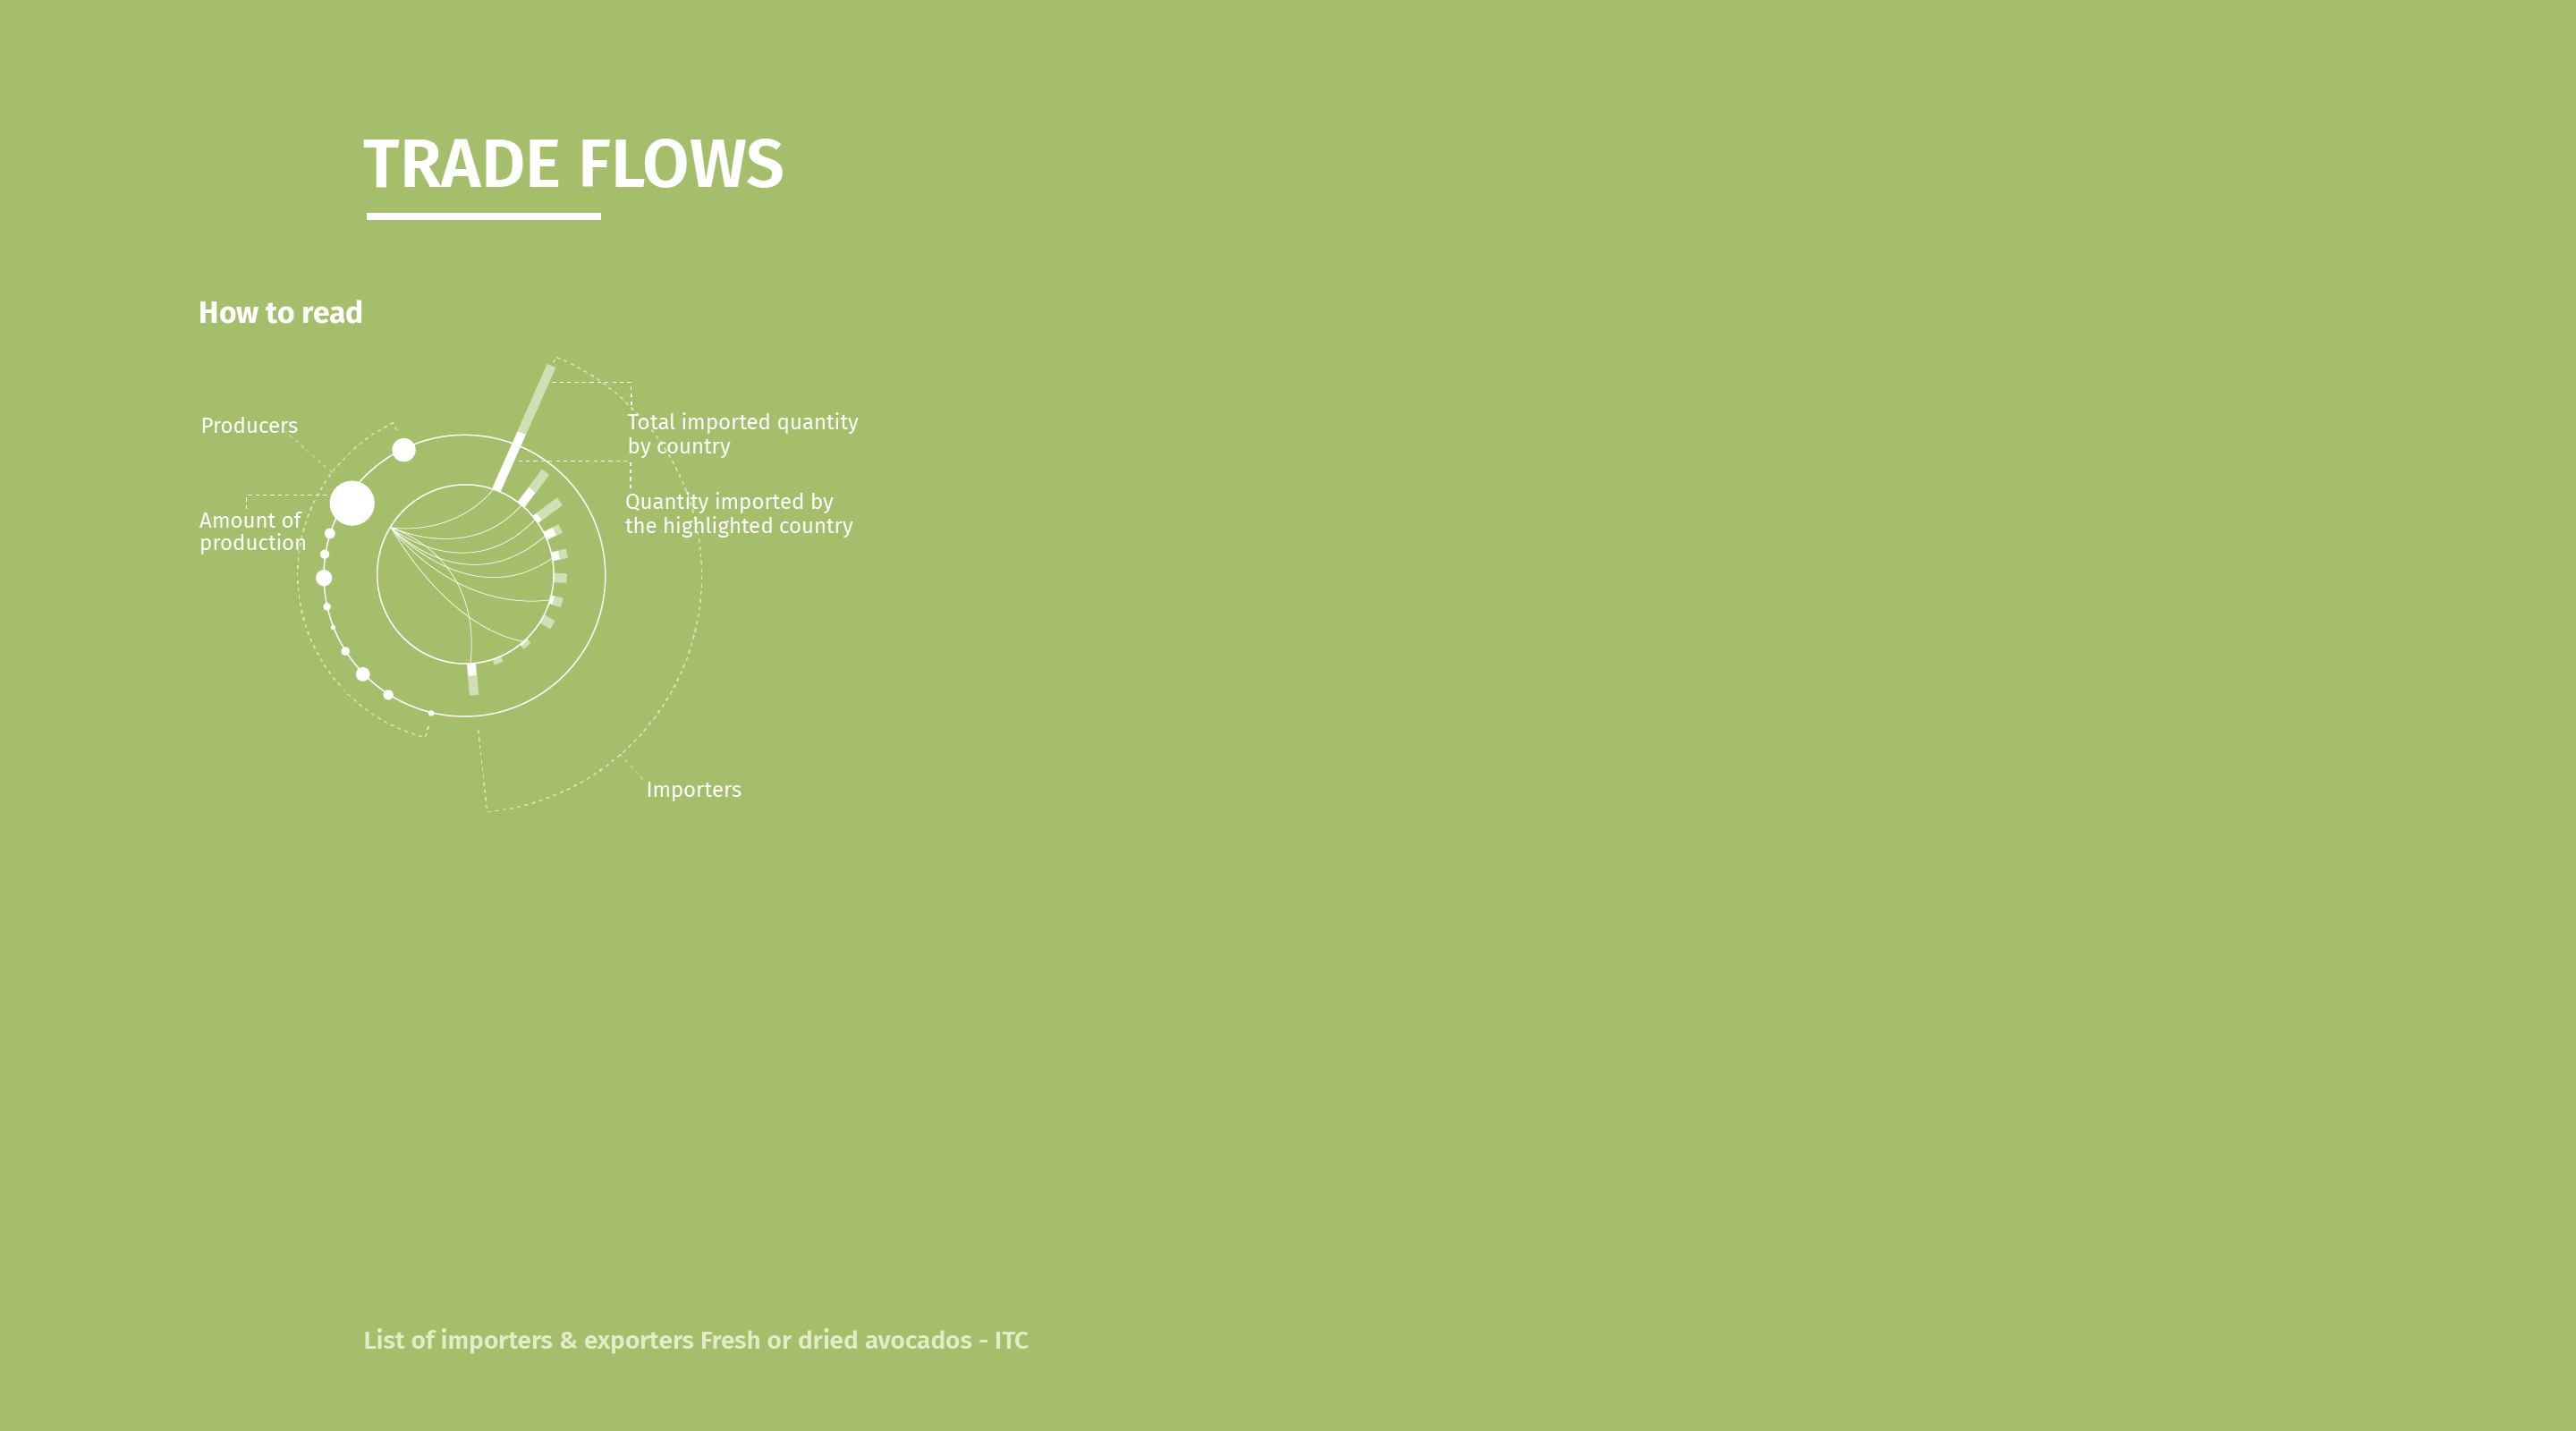 TRADE FLOWS
How to read
Producers
Amount of
production
Total imported quantity
by country
Quantity imported by
the highlighted country
Importers
List of importers & exporters Fresh or dried avocados - ITC